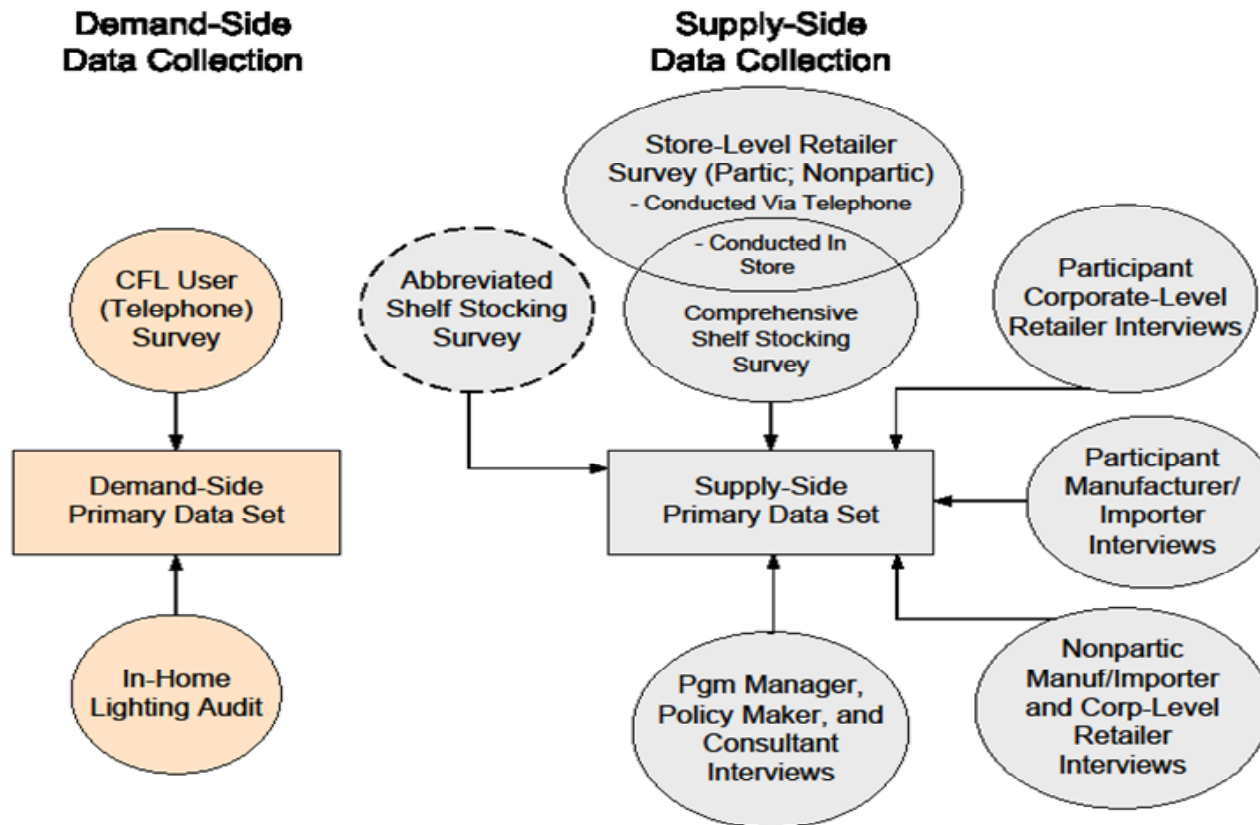 Demand-Side
Data Collection
Supply-Side
Data Collection
Store-Level Retailer
Survey (Partic; Nonpartic)
- Conducted Via Telephone
- Conducted In
Store
Comprehensive
Shelf Stocking
Survey
CFL User
(Telephone)
Survey
Abbreviated
Shelf Stocking
Survey
Participant
Corporate-Level
Retailer Interviews
Demand-Side
Primary Data Set
Supply-Side
Primary Data Set
Participant
Manufacturer/
Importer
Interviews
In-Home
Lighting Audit
Pgm Manager,
Policy Maker, and
Consultant
Interviews
Nonpartic
Manuf/Importer
and Corp-Level
Retailer
Interviews